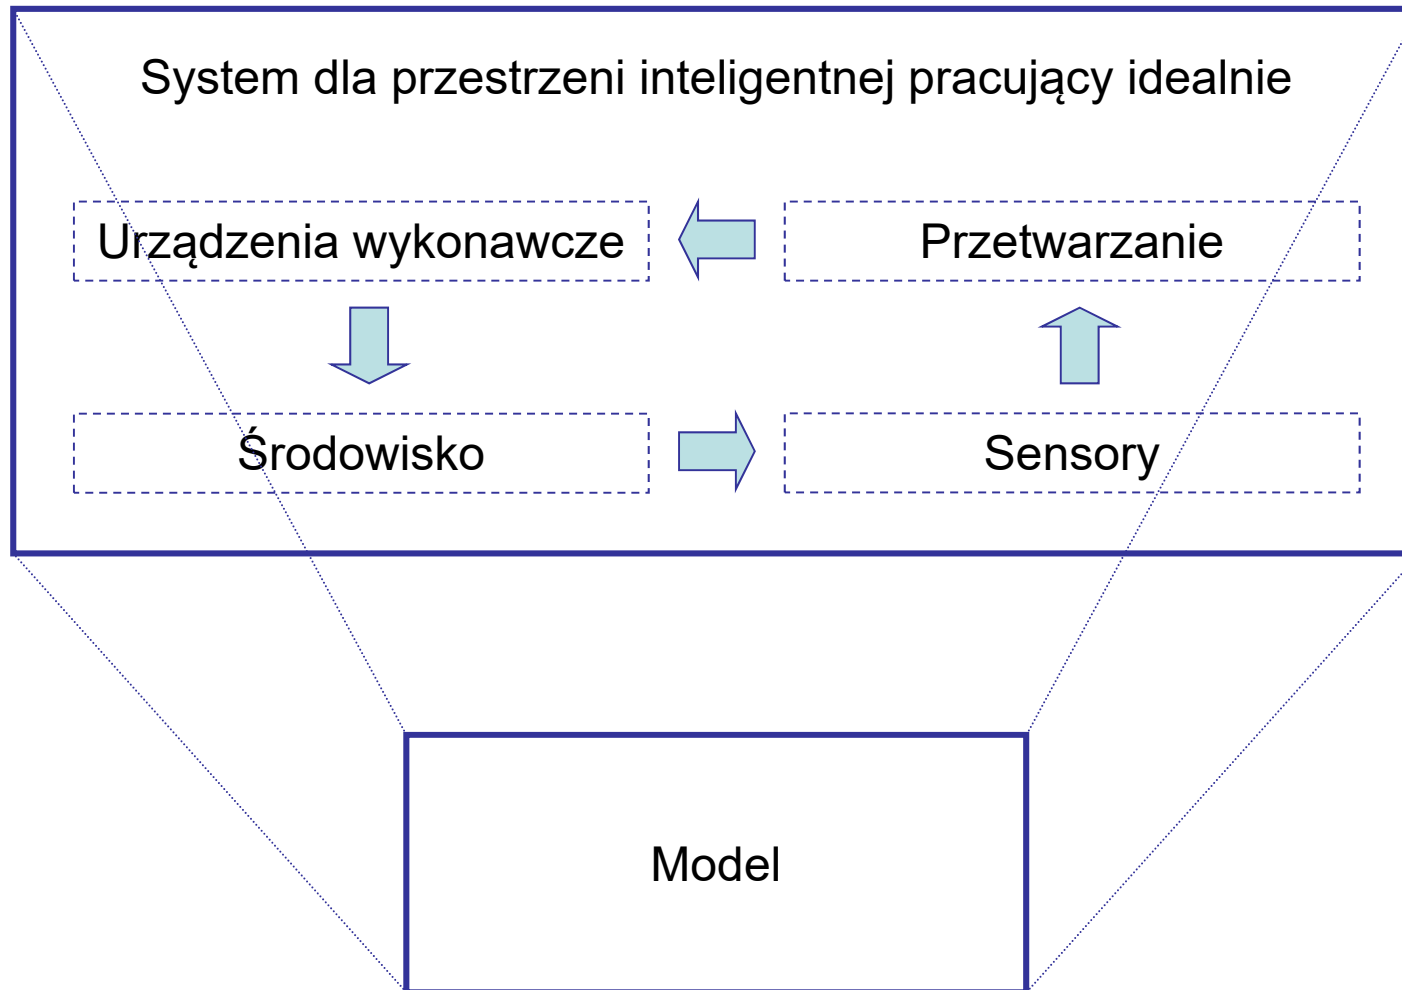 System dla przestrzeni inteligentnej pracujący idealnie
Urządzenia wykonawcze
Przetwarzanie
Środowisko
Sensory
Model